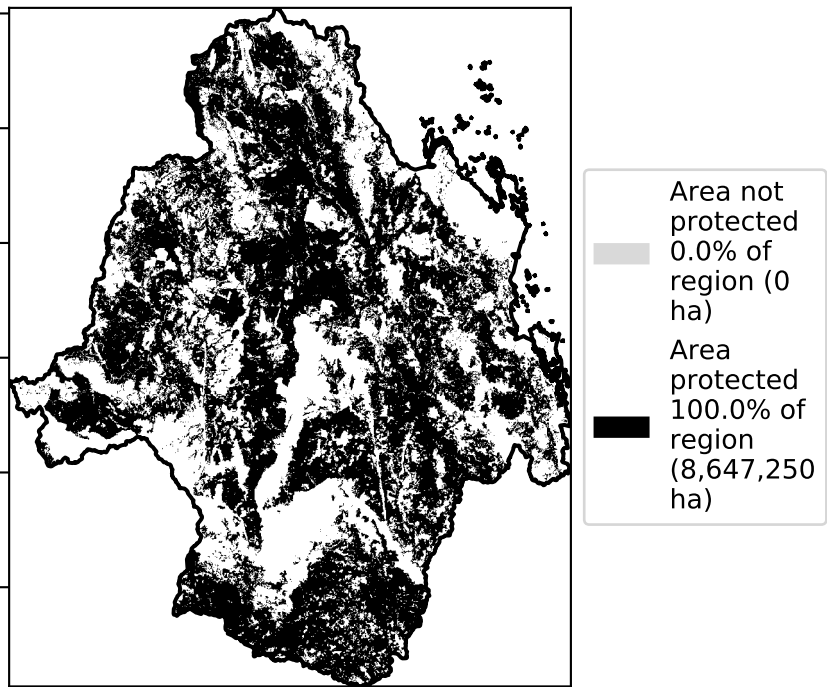 Area not
protected
0.0% of
region (0
ha)
Area
protected
100.0% of
region
(8,647,250
ha)